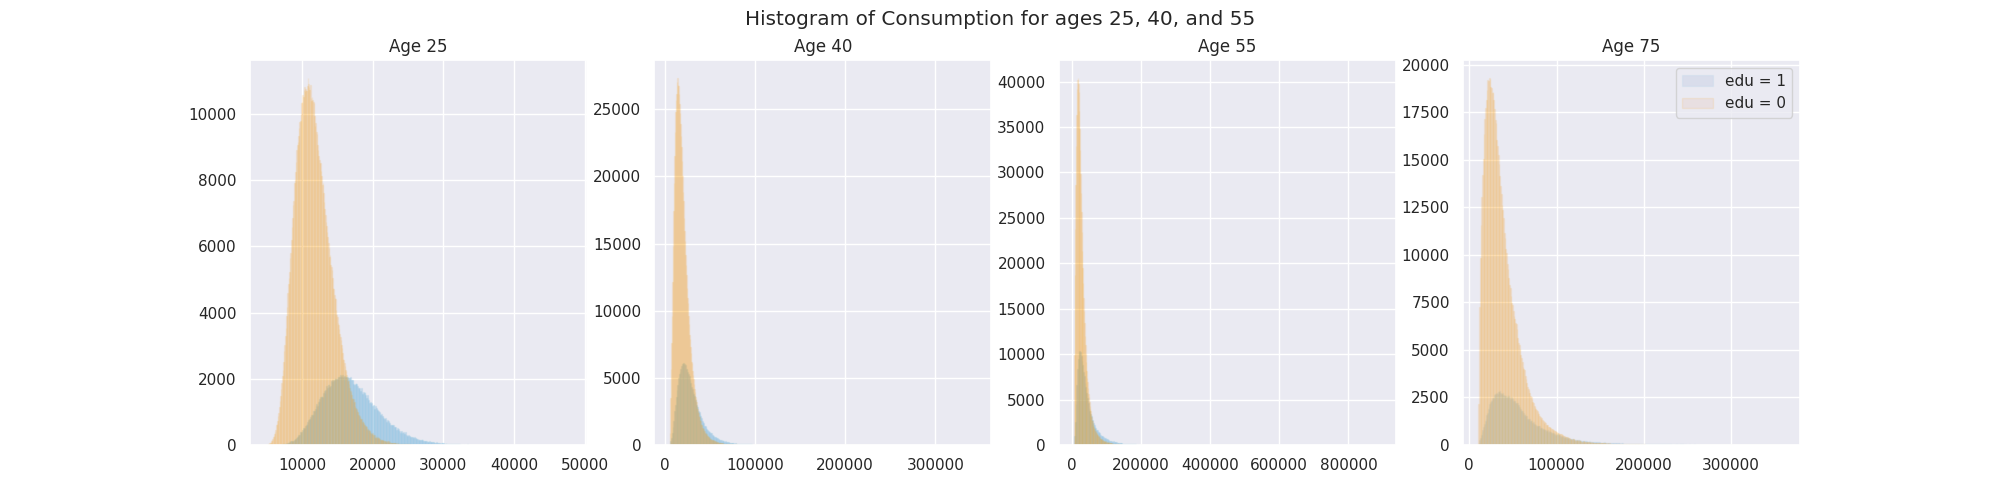 Histogram of Consumption for ages 25, 40, and 55
Age 25
10000
8000
6000
4000
2000
0
10000 20000 30000 40000 50000
Age 40
25000
20000
15000
10000
5000
0
0 100000 200000 300000
Age 55
40000
35000
30000
25000
20000
15000
10000
5000
0
0 200000 400000 600000 800000
Age 75
20000
17500
15000
12500
10000
7500
5000
2500
0
0 100000 200000 300000
edu = 1
edu = 0